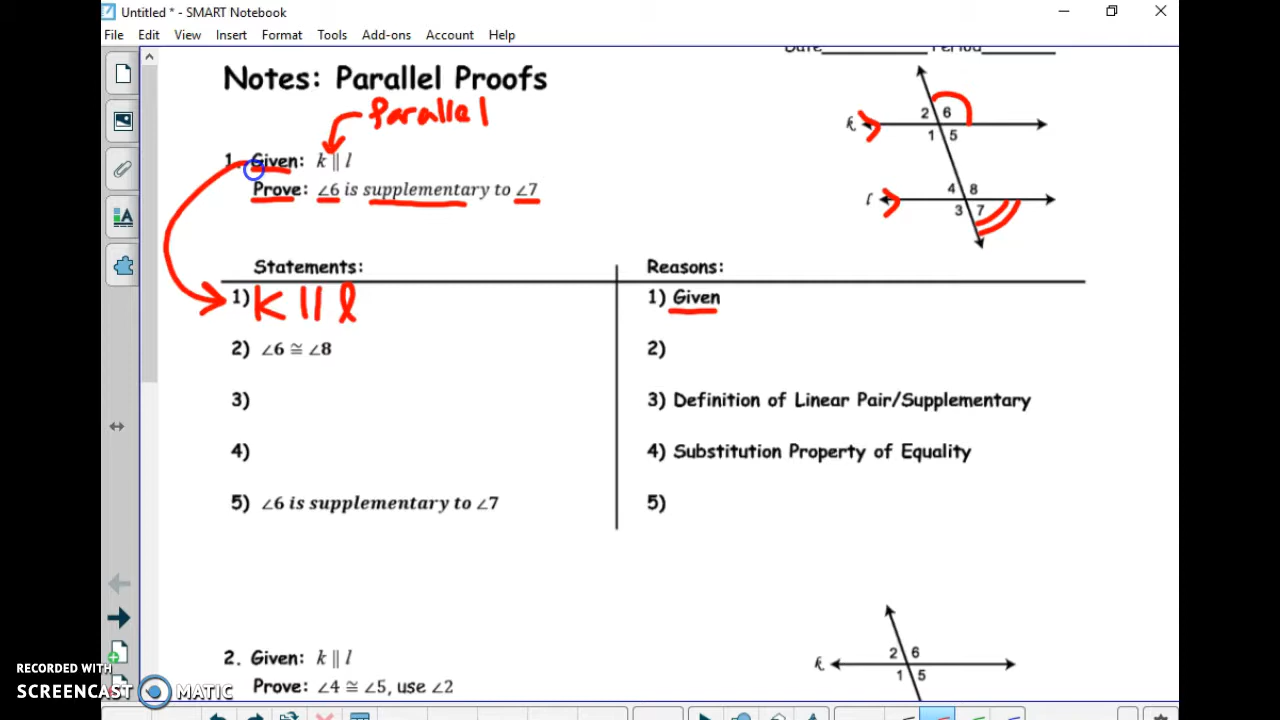 Untitled * - SMART Notebook
File Edit View Insert Format Tools Add-ons Account Help
Date Period
Notes: Parallel Proofs
Parallel
1. Given: k ∥ l
Prove: ∠6 is supplementary to ∠7
k
2 6
1 5
l
4 8
3 7
Statements: Reasons:
1) k ∥ l 1) Given
2) ∠6 ≅ ∠8 2)
3) 3) Definition of Linear Pair/Supplementary
4) 4) Substitution Property of Equality
5) ∠6 is supplementary to ∠7 5)
2. Given: k ∥ l
Prove: ∠4 ≅ ∠5, use ∠2
k
2 6
1 5
RECORDED WITH
SCREENCAST MATIC